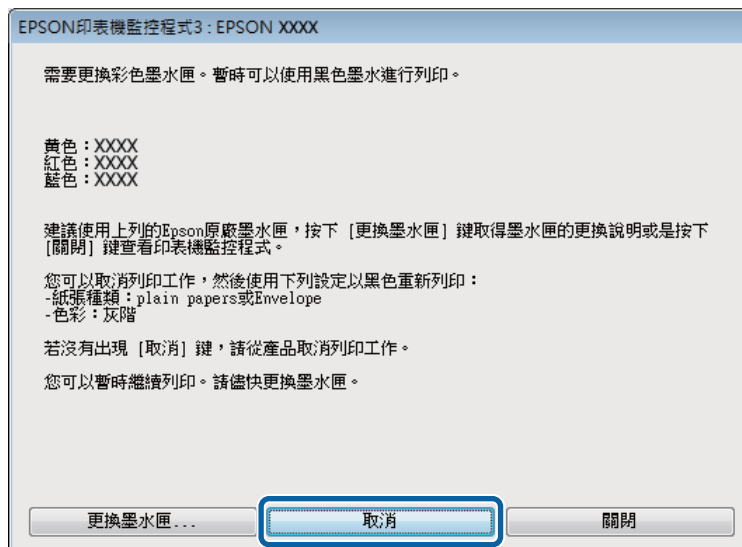 EPSON印表機監控程式3 : EPSON XXXX
需要更換彩色墨水匣。暫時可以使用黑色墨水進行列印。
黃色：XXXX
紅色：XXXX
藍色：XXXX
建議使用上列的Epson原廠墨水匣，按下 [更換墨水匣] 鍵取得墨水匣的更換說明或是按下
[關閉] 鍵查看印表機監控程式。
您可以取消列印工作，然後使用下列設定以黑色重新列印：
-紙張種類：plain papers或Envelope
-色彩：灰階
若沒有出現 [取消] 鍵，請從產品取消列印工作。
您可以暫時繼續列印。請儘快更換墨水匣。
更換墨水匣...
取消
關閉